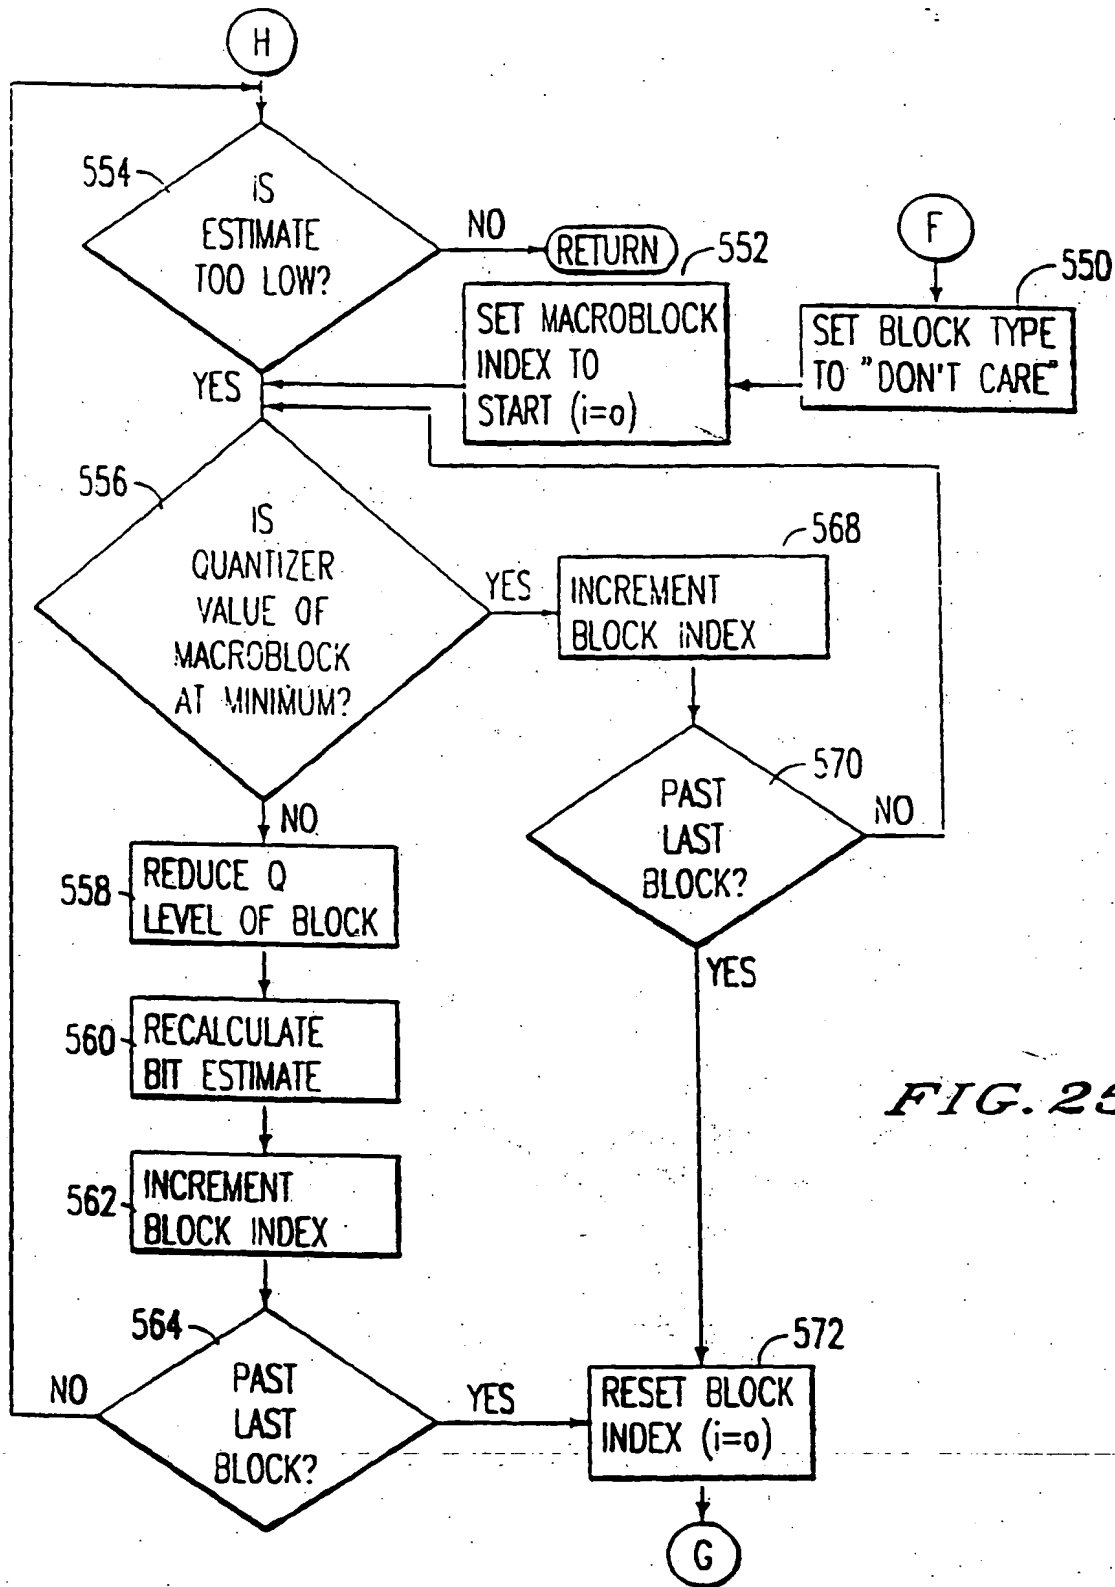 H
554
iS
ESTIMATE
TOO LOW?
NO
RETURN
YES
F
550
SET BLOCK TYPE
TO "DON'T CARE"
552
SET MACROBLOCK
INDEX TO
START (i=o)
556
IS
QUANTIZER
VALUE OF
MACROBLOCK
AT MINIMUM?
YES
NO
568
INCREMENT
BLOCK INDEX
570
PAST
LAST
BLOCK?
NO
YES
558
REDUCE Q
LEVEL OF BLOCK
560
RECALCULATE
BIT ESTIMATE
562
INCREMENT
BLOCK INDEX
564
PAST
LAST
BLOCK?
NO
YES
572
RESET BLOCK
INDEX (i=o)
G
FIG. 25